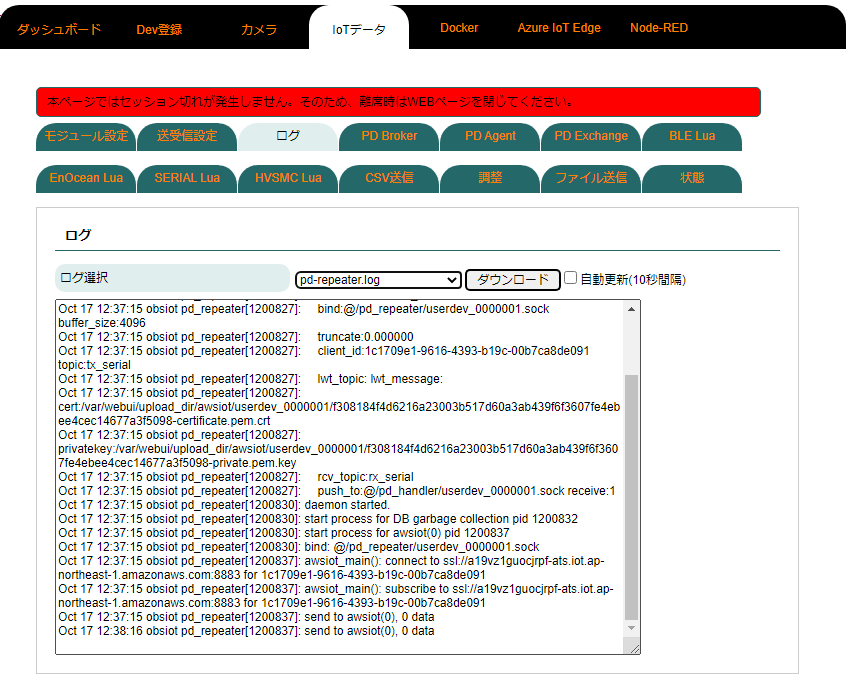 ダッシュボード Dev登録 カメラ IoTデータ Docker Azure IoT Edge Node-RED
本ページではセッション切れが発生しません。そのため、離席時はWEBページを閉じてください。
モジュール設定 送受信設定 ログ PD Broker PD Agent PD Exchange BLE Lua
EnOcean Lua SERIAL Lua HVSMC Lua CSV送信 調整 ファイル送信 状態
ログ
ログ選択 pd-repeater.log ダウンロード 自動更新(10秒間隔)
Oct 17 12:37:15 obsiot pd_repeater[1200827]: bind:@/pd_repeater/userdev_0000001.sock
buffer_size:4096
Oct 17 12:37:15 obsiot pd_repeater[1200827]: truncate:0.000000
Oct 17 12:37:15 obsiot pd_repeater[1200827]: client_id:1c1709e1-9616-4393-b19c-00b7ca8de091
topic:tx_serial
Oct 17 12:37:15 obsiot pd_repeater[1200827]: lwt_topic: lwt_message:
Oct 17 12:37:15 obsiot pd_repeater[1200827]:
cert:/var/webui/upload_dir/awsiot/userdev_0000001/f308184f4d6216a23003b517d60a3ab439f6f3607fe4eb
ee4cec14677a3f5098-certificate.pem.crt
Oct 17 12:37:15 obsiot pd_repeater[1200827]:
privatekey:/var/webui/upload_dir/awsiot/userdev_0000001/f308184f4d6216a23003b517d60a3ab439f6f360
7fe4ebee4cec14677a3f5098-private.pem.key
Oct 17 12:37:15 obsiot pd_repeater[1200827]: rcv_topic:rx_serial
Oct 17 12:37:15 obsiot pd_repeater[1200827]: push_to:@/pd_handler/userdev_0000001.sock receive:1
Oct 17 12:37:15 obsiot pd_repeater[1200830]: daemon started.
Oct 17 12:37:15 obsiot pd_repeater[1200830]: start process for DB garbage collection pid 1200832
Oct 17 12:37:15 obsiot pd_repeater[1200830]: start process for awsiot(0) pid 1200837
Oct 17 12:37:15 obsiot pd_repeater[1200830]: bind: @/pd_repeater/userdev_0000001.sock
Oct 17 12:37:15 obsiot pd_repeater[1200837]: awsiot_main(): connect to ssl://a19vz1guocjrpf-ats.iot.ap-
northeast-1.amazonaws.com:8883 for 1c1709e1-9616-4393-b19c-00b7ca8de091
Oct 17 12:37:15 obsiot pd_repeater[1200837]: awsiot_main(): subscribe to ssl://a19vz1guocjrpf-ats.iot.ap-
northeast-1.amazonaws.com:8883 for 1c1709e1-9616-4393-b19c-00b7ca8de091
Oct 17 12:37:15 obsiot pd_repeater[1200837]: send to awsiot(0), 0 data
Oct 17 12:38:16 obsiot pd_repeater[1200837]: send to awsiot(0), 0 data